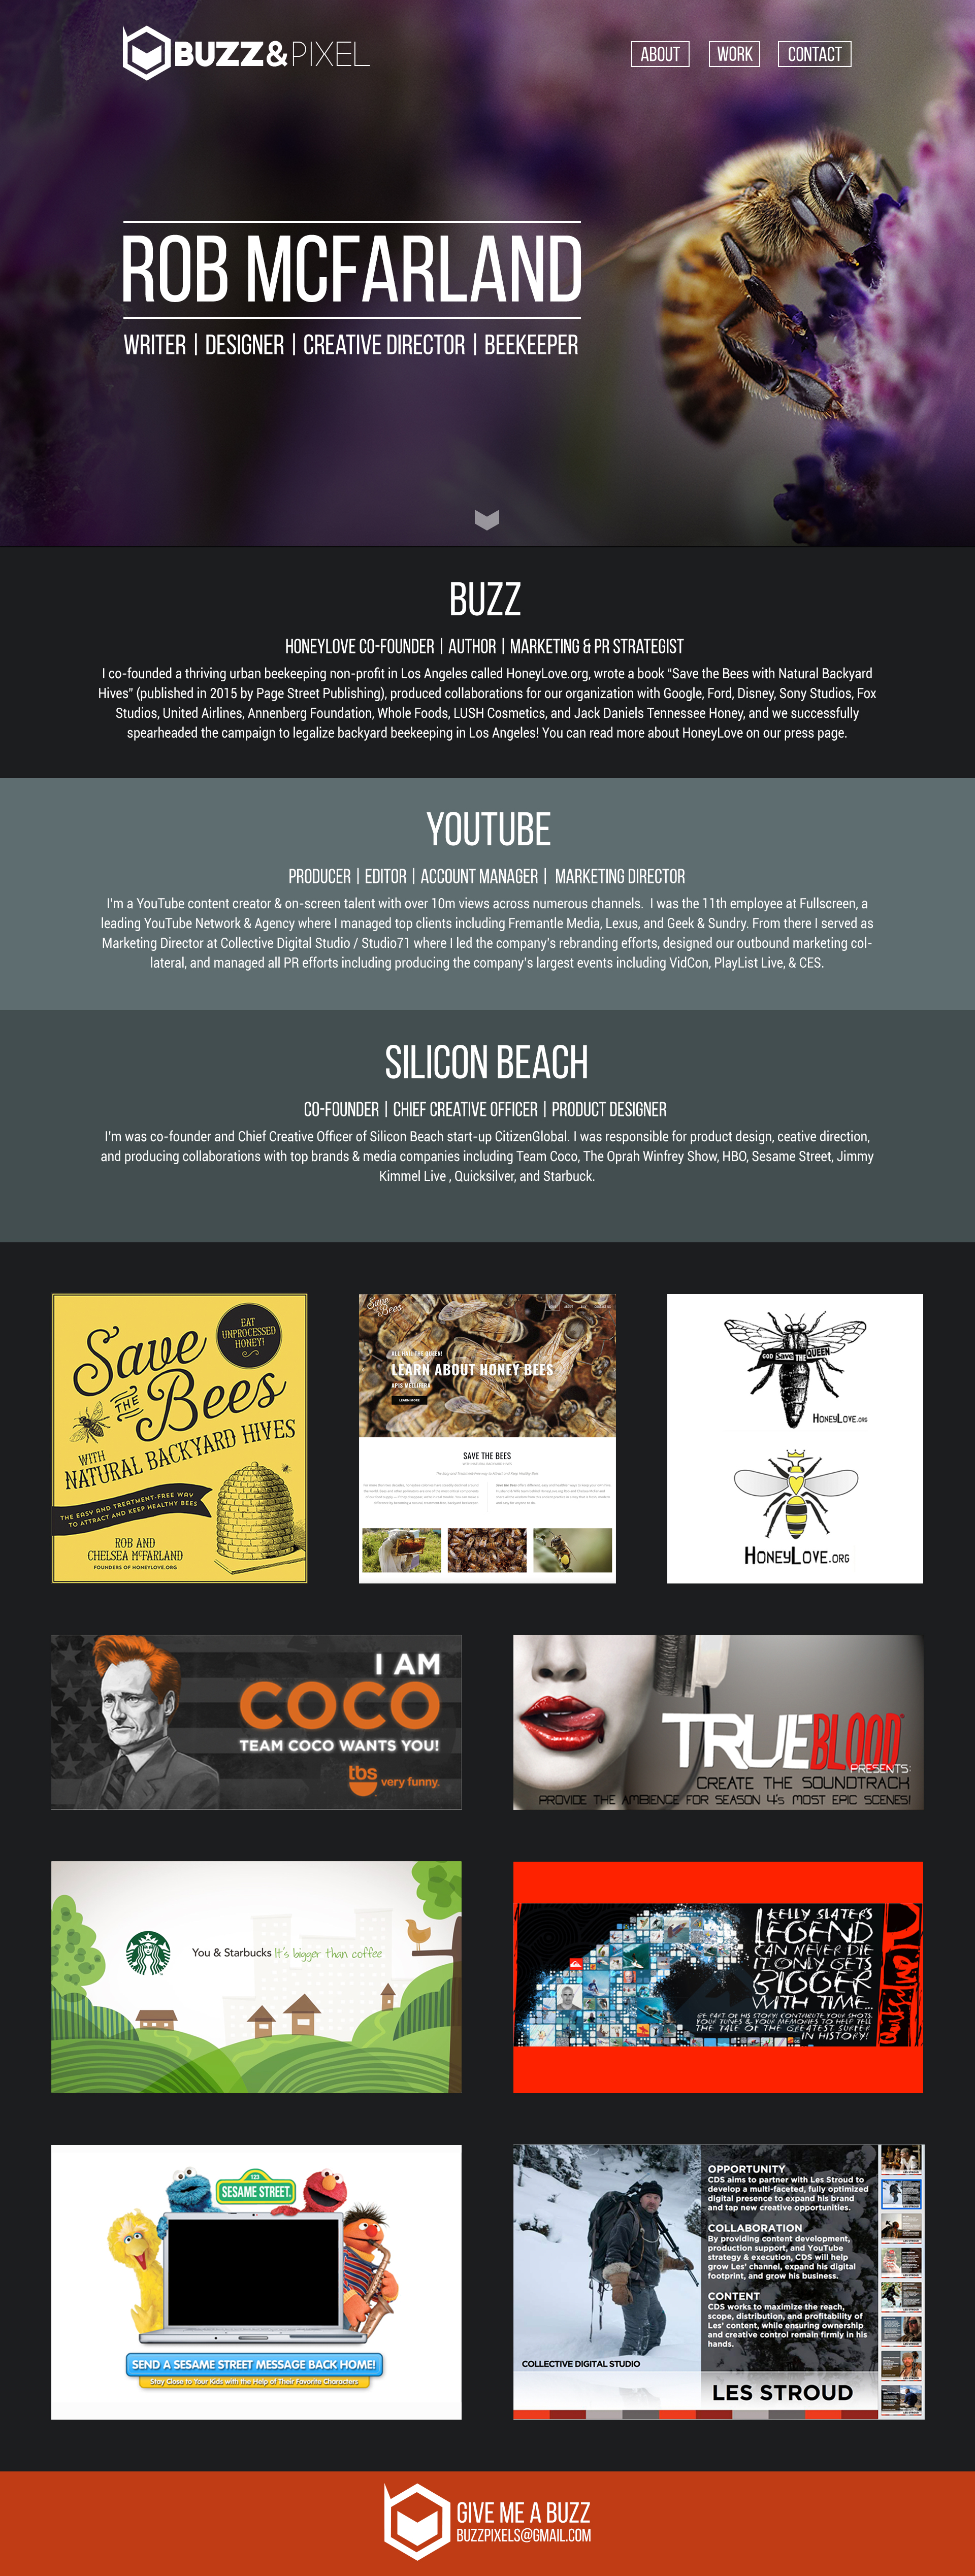 BUZZ&PIXEL
ABOUT
WORK
CONTACT
ROB MCFARLAND
WRITER | DESIGNER | CREATIVE DIRECTOR | BEEKEEPER
BUZZ
HONEYLOVE CO-FOUNDER | AUTHOR | MARKETING & PR STRATEGIST
I co-founded a thriving urban beekeeping non-profit in Los Angeles called HoneyLove.org, wrote a book “Save the Bees with Natural Backyard
Hives” (published in 2015 by Page Street Publishing), produced collaborations for our organization with Google, Ford, Disney, Sony Studios, Fox
Studios, United Airlines, Annenberg Foundation, Whole Foods, LUSH Cosmetics, and Jack Daniels Tennessee Honey, and we successfully
spearheaded the campaign to legalize backyard beekeeping in Los Angeles! You can read more about HoneyLove on our press page.
YOUTUBE
PRODUCER | EDITOR | ACCOUNT MANAGER | MARKETING DIRECTOR
I'm a YouTube content creator & on-screen talent with over 10m views across numerous channels. I was the 11th employee at Fullscreen, a
leading YouTube Network & Agency where I managed top clients including Fremantle Media, Lexus, and Geek & Sundry. From there I served as
Marketing Director at Collective Digital Studio / Studio71 where I led the company's rebranding efforts, designed our outbound marketing col-
lateral, and managed all PR efforts including producing the company's largest events including VidCon, PlayList Live, & CES.
SILICON BEACH
CO-FOUNDER | CHIEF CREATIVE OFFICER | PRODUCT DESIGNER
I'm was co-founder and Chief Creative Officer of Silicon Beach start-up CitizenGlobal. I was responsible for product design, ceative direction,
and producing collaborations with top brands & media companies including Team Coco, The Oprah Winfrey Show, HBO, Sesame Street, Jimmy
Kimmel Live , Quicksilver, and Starbuck.
Save
THE
Bees
EAT
UNPROCESSED
HONEY!
WITH
NATURAL BACKYARD HIVES
THE EASY AND TREATMENT-FREE WAY
TO ATTRACT AND KEEP HEALTHY BEES
ROB AND
CHELSEA McFARLAND
FOUNDERS OF HONEYLOVE.ORG
Save the Bees
ALL HAIL THE QUEEN!
LEARN ABOUT HONEY BEES
APIS MELLIFERA
LEARN MORE
SAVE THE BEES
GOD Save THE QUEEN
HONEYLOVE.ORG
HONEYLOVE.ORG
I AM
COCO
TEAM COCO WANTS YOU!
tbs
very funny.
TRUEBLOOD
PRESENTS:
CREATE THE SOUNDTRACK
PROVIDE THE AMBIENCE FOR SEASON 4's MOST EPIC SCENES!
You & Starbucks It's bigger than coffee
KELLY SLATER'S
LEGEND
CAN NEVER DIE
IT ONLY GETS
BIGGER
WITH TIME...
BE PART OF HIS STORY! CONTRIBUTE YOUR SHOTS
YOUR TUNES & YOUR MEMORIES TO HELP TELL
THE TALE OF THE GREATEST SURFER
IN HISTORY!
Quiksilver
123
SESAME STREET
SEND A SESAME STREET MESSAGE BACK HOME!
Stay Close to Your Kids with the Help of Their Favorite Characters
OPPORTUNITY
CDS aims to partner with Les Stroud to
develop a multi-faceted, fully optimized
digital presence to expand his brand
and tap new creative opportunities.
COLLABORATION
By providing content development,
production support, and YouTube
strategy & execution, CDS will help
grow Les' channel, expand his digital
footprint, and grow his business.
CONTENT
CDS works to maximize the reach,
scope, distribution, and profitability of
Les' content, while ensuring ownership
and creative control remain firmly in his
hands.
COLLECTIVE DIGITAL STUDIO
LES STROUD
GIVE ME A BUZZ
BUZZPIXELS@GMAIL.COM